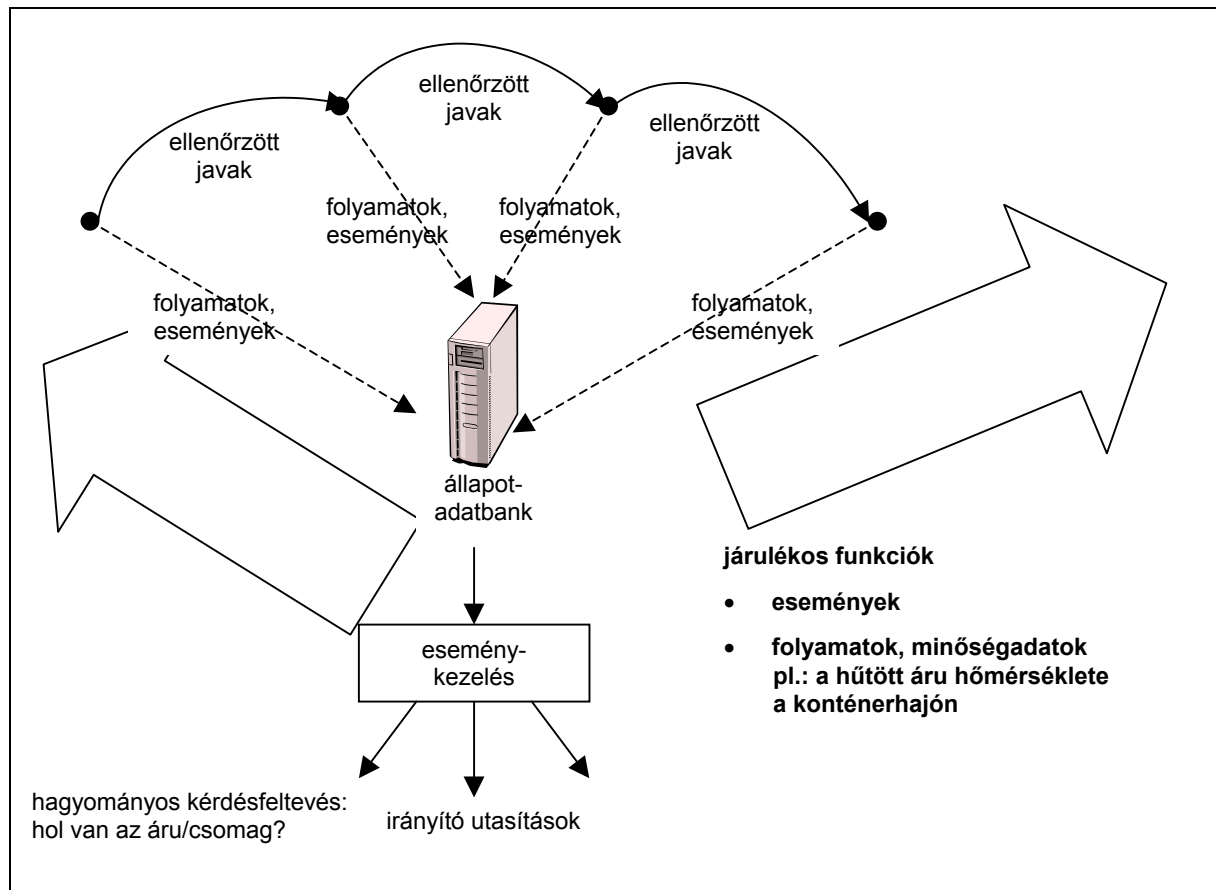 ellenőrzött
javak
ellenőrzött
javak
ellenőrzött
javak
folyamatok,
események
folyamatok,
események
folyamatok,
események
folyamatok,
események
állapot-
adatbank
járulékos funkciók
• események
• folyamatok, minőségadatok
pl.: a hűtött áru hőmérséklete
a konténerhajón
esemény-
kezelés
hagyományos kérdésfeltevés:
hol van az áru/csomag?
irányító utasítások